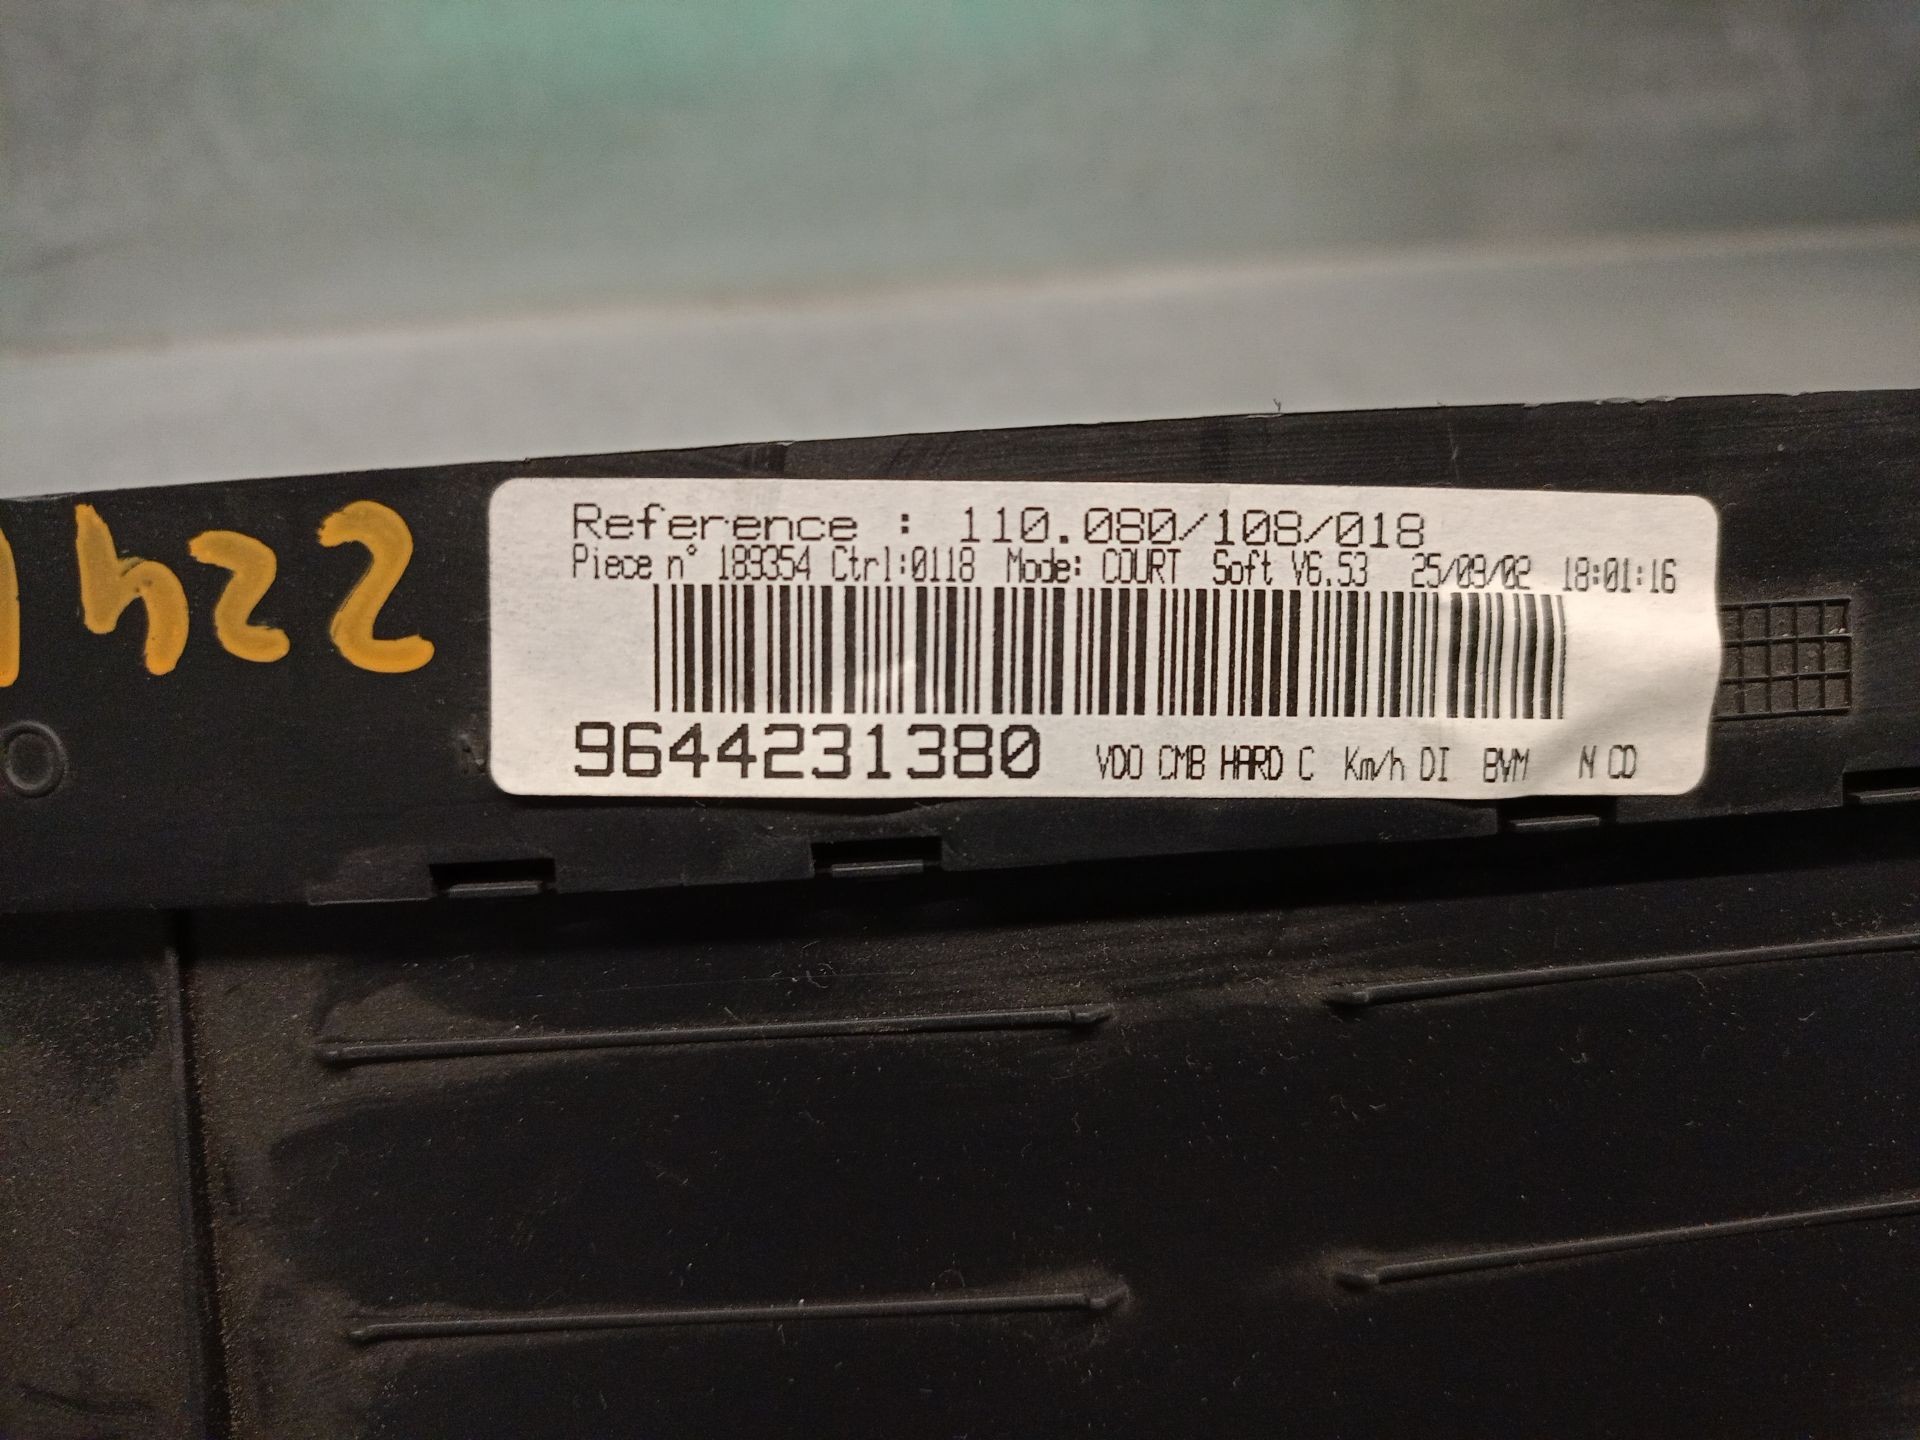 Reference : 110.080/108/018
Piece n° 189354 Ctrl:0118 Mode: COURT Soft V6.53 25/09/02 18:01:16
9644231380 VDO CMB HARD C Km/h DI BVM N CD